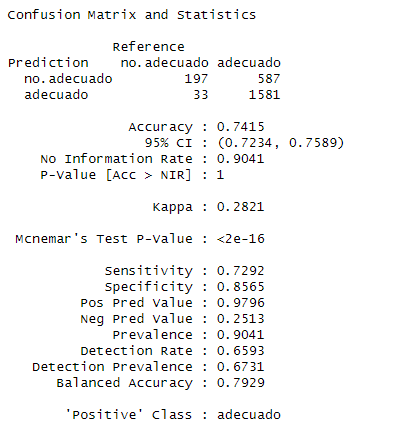 Confusion Matrix and Statistics
Reference
Prediction no.adecuado adecuado
no.adecuado 197 587
adecuado 33 1581
Accuracy : 0.7415
95% CI : (0.7234, 0.7589)
No Information Rate : 0.9041
P-Value [Acc > NIR] : 1
Kappa : 0.2821
Mcnemar's Test P-Value : <2e-16
Sensitivity : 0.7292
Specificity : 0.8565
Pos Pred Value : 0.9796
Neg Pred Value : 0.2513
Prevalence : 0.9041
Detection Rate : 0.6593
Detection Prevalence : 0.6731
Balanced Accuracy : 0.7929
'Positive' Class : adecuado